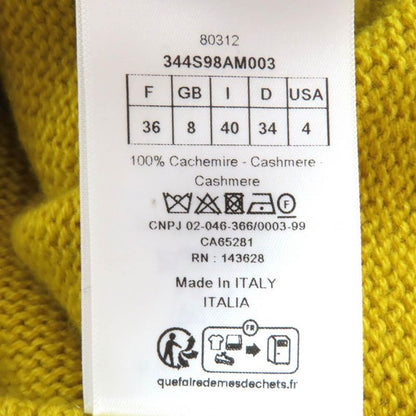 80312
344S98AM003
F GB I D USA
36 8 40 34 4
100% Cachemire - Cashmere -
Cashmere
F
CNPJ 02-046-366/0003-99
CA65281
RN : 143628
Made In ITALY
ITALIA
FR
quefairedemesdechets.fr